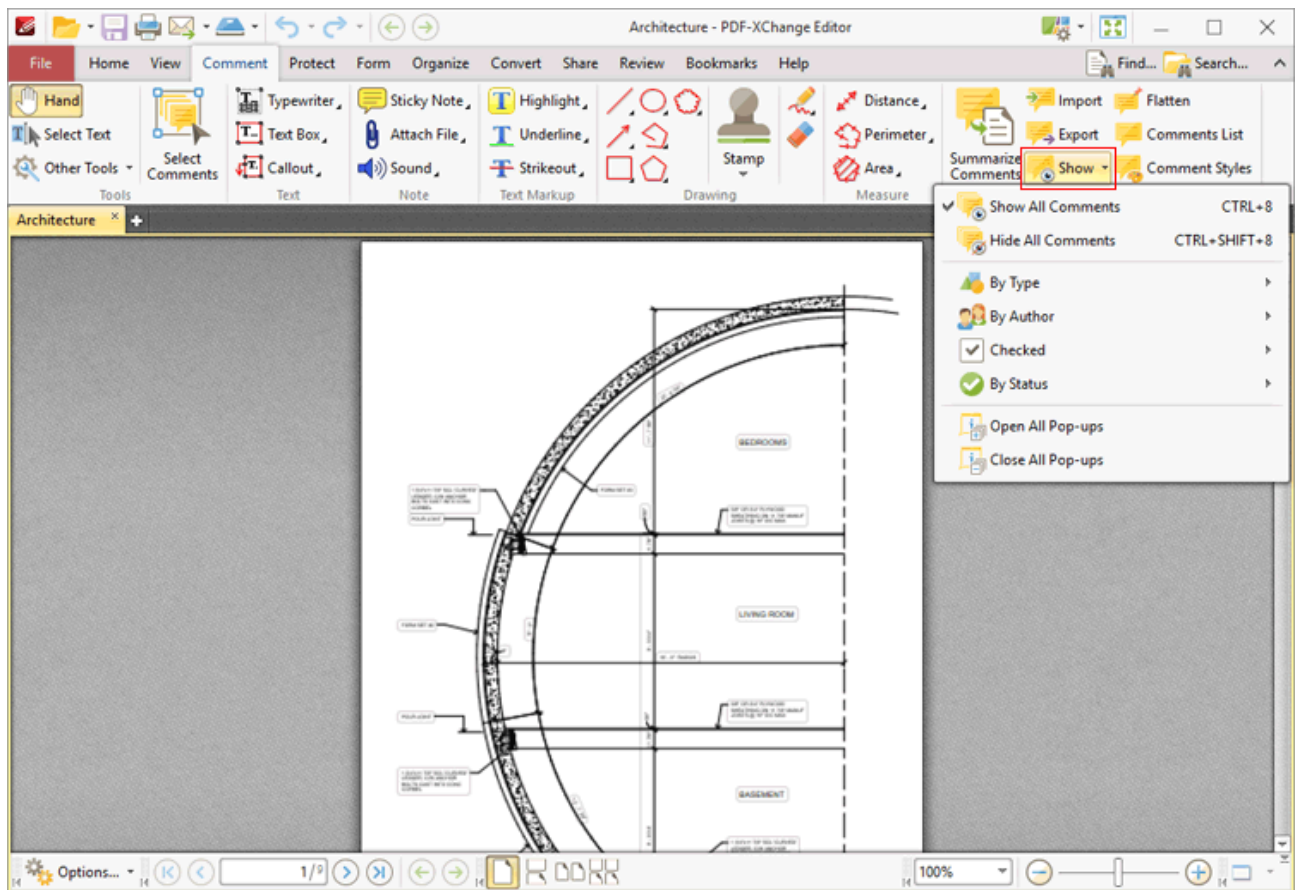 Architecture - PDF-XChange Editor
File Home View Comment Protect Form Organize Convert Share Review Bookmarks Help Find... Search...
Hand
Select Text
Other Tools
Tools
Select
Comments
Typewriter
Text Box
Callout
Text
Sticky Note
Attach File
Sound
Note
Highlight
Underline
Strikeout
Text Markup
Drawing
Stamp
Distance
Perimeter
Area
Measure
Summarize
Comments
Import
Export
Show
Flatten
Comments List
Comment Styles
Show All Comments CTRL+8
Hide All Comments CTRL+SHIFT+8
By Type
By Author
Checked
By Status
Open All Pop-ups
Close All Pop-ups
Architecture
BEDROOMS
LIVING ROOM
BASEMENT
Options... 1/9 100%